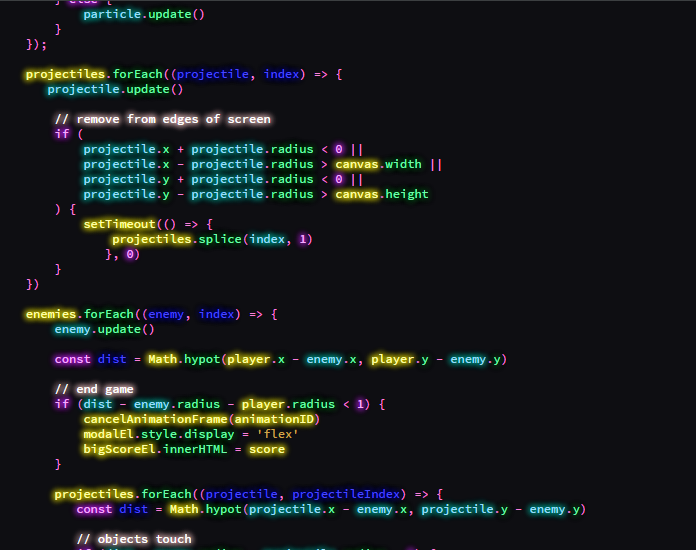 } else {
particle.update()
}
});
projectiles.forEach((projectile, index) => {
projectile.update()
// remove from edges of screen
if (
projectile.x + projectile.radius < 0 ||
projectile.x - projectile.radius > canvas.width ||
projectile.y + projectile.radius < 0 ||
projectile.y - projectile.radius > canvas.height
) {
setTimeout(() => {
projectiles.splice(index, 1)
}, 0)
}
})
enemies.forEach((enemy, index) => {
enemy.update()
const dist = Math.hypot(player.x - enemy.x, player.y - enemy.y)
// end game
if (dist - enemy.radius - player.radius < 1) {
cancelAnimationFrame(animationID)
modalEl.style.display = 'flex'
bigScoreEl.innerHTML = score
}
projectiles.forEach((projectile, projectileIndex) => {
const dist = Math.hypot(projectile.x - enemy.x, projectile.y - enemy.y)
// objects touch